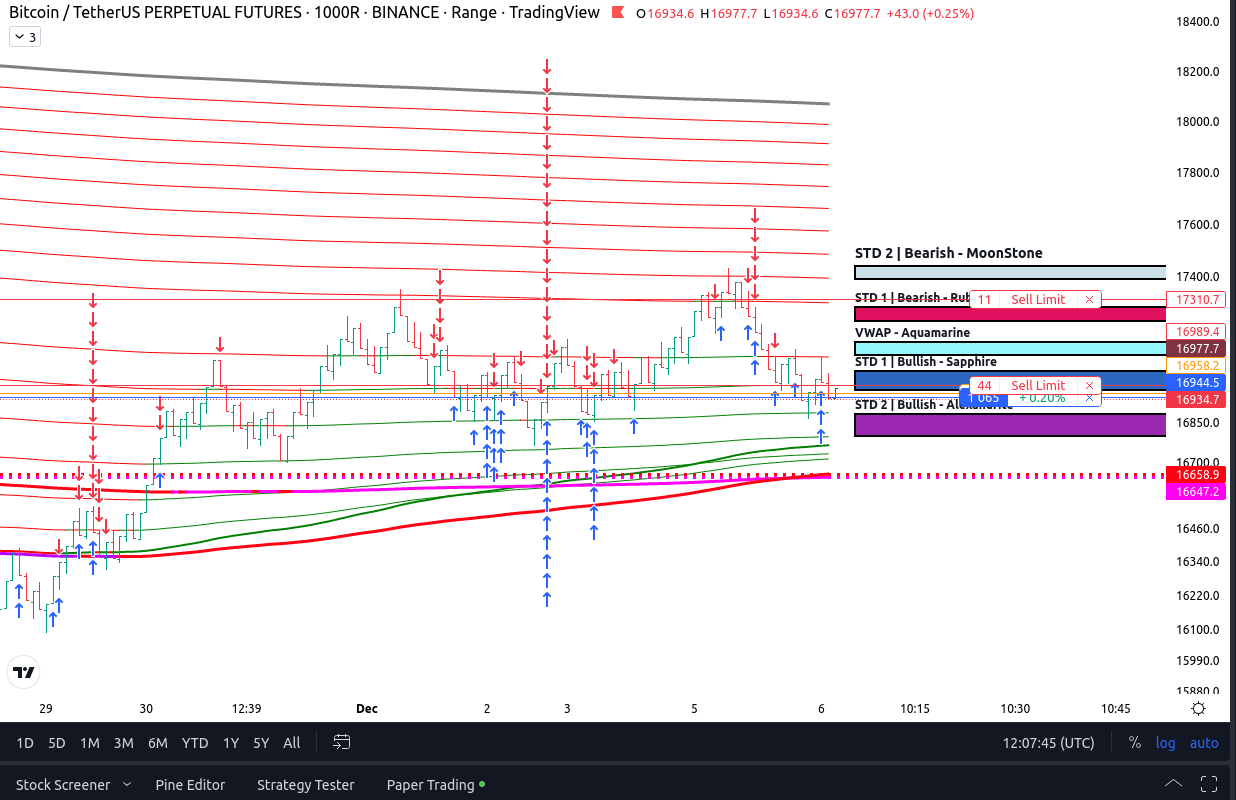 Bitcoin / TetherUS PERPETUAL FUTURES · 1000R · BINANCE · Range · TradingView O16934.6 H16977.7 L16934.6 C16977.7 +43.0 (+0.25%)
3
18400.0
18200.0
18000.0
17800.0
17600.0
STD 2 | Bearish - MoonStone
17400.0
STD 1 | Bearish - Rub
11 Sell Limit
17310.7
VWAP - Aquamarine
16989.4
16977.7
STD 1 | Bullish - Sapphire
16958.2
44 Sell Limit
16944.5
1 065 +0.20%
16934.7
STD 2 | Bullish -
16850.0
16700.0
16658.9
16647.2
16460.0
16340.0
16220.0
16100.0
15990.0
15880.0
29 30 12:39 Dec 2 3 5 6 10:15 10:30 10:45
1D 5D 1M 3M 6M YTD 1Y 5Y All 12:07:45 (UTC) % log auto
Stock Screener Pine Editor Strategy Tester Paper Trading